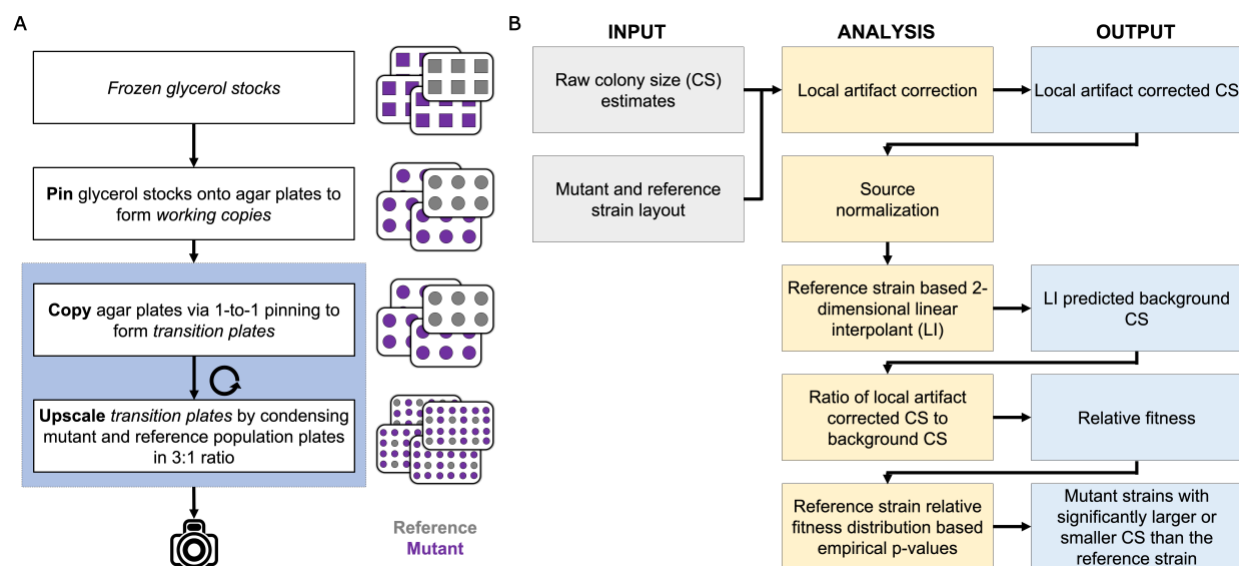 A
Frozen glycerol stocks
Pin glycerol stocks onto agar plates to
form working copies
Copy agar plates via 1-to-1 pinning to
form transition plates
Upscale transition plates by condensing
mutant and reference population plates
in 3:1 ratio
Reference
Mutant
B
INPUT
ANALYSIS
OUTPUT
Raw colony size (CS)
estimates
Local artifact correction
Local artifact corrected CS
Mutant and reference
strain layout
Source
normalization
Reference strain based 2-
dimensional linear
interpolant (LI)
LI predicted background
CS
Ratio of local artifact
corrected CS to
background CS
Relative fitness
Reference strain relative
fitness distribution based
empirical p-values
Mutant strains with
significantly larger or
smaller CS than the
reference strain